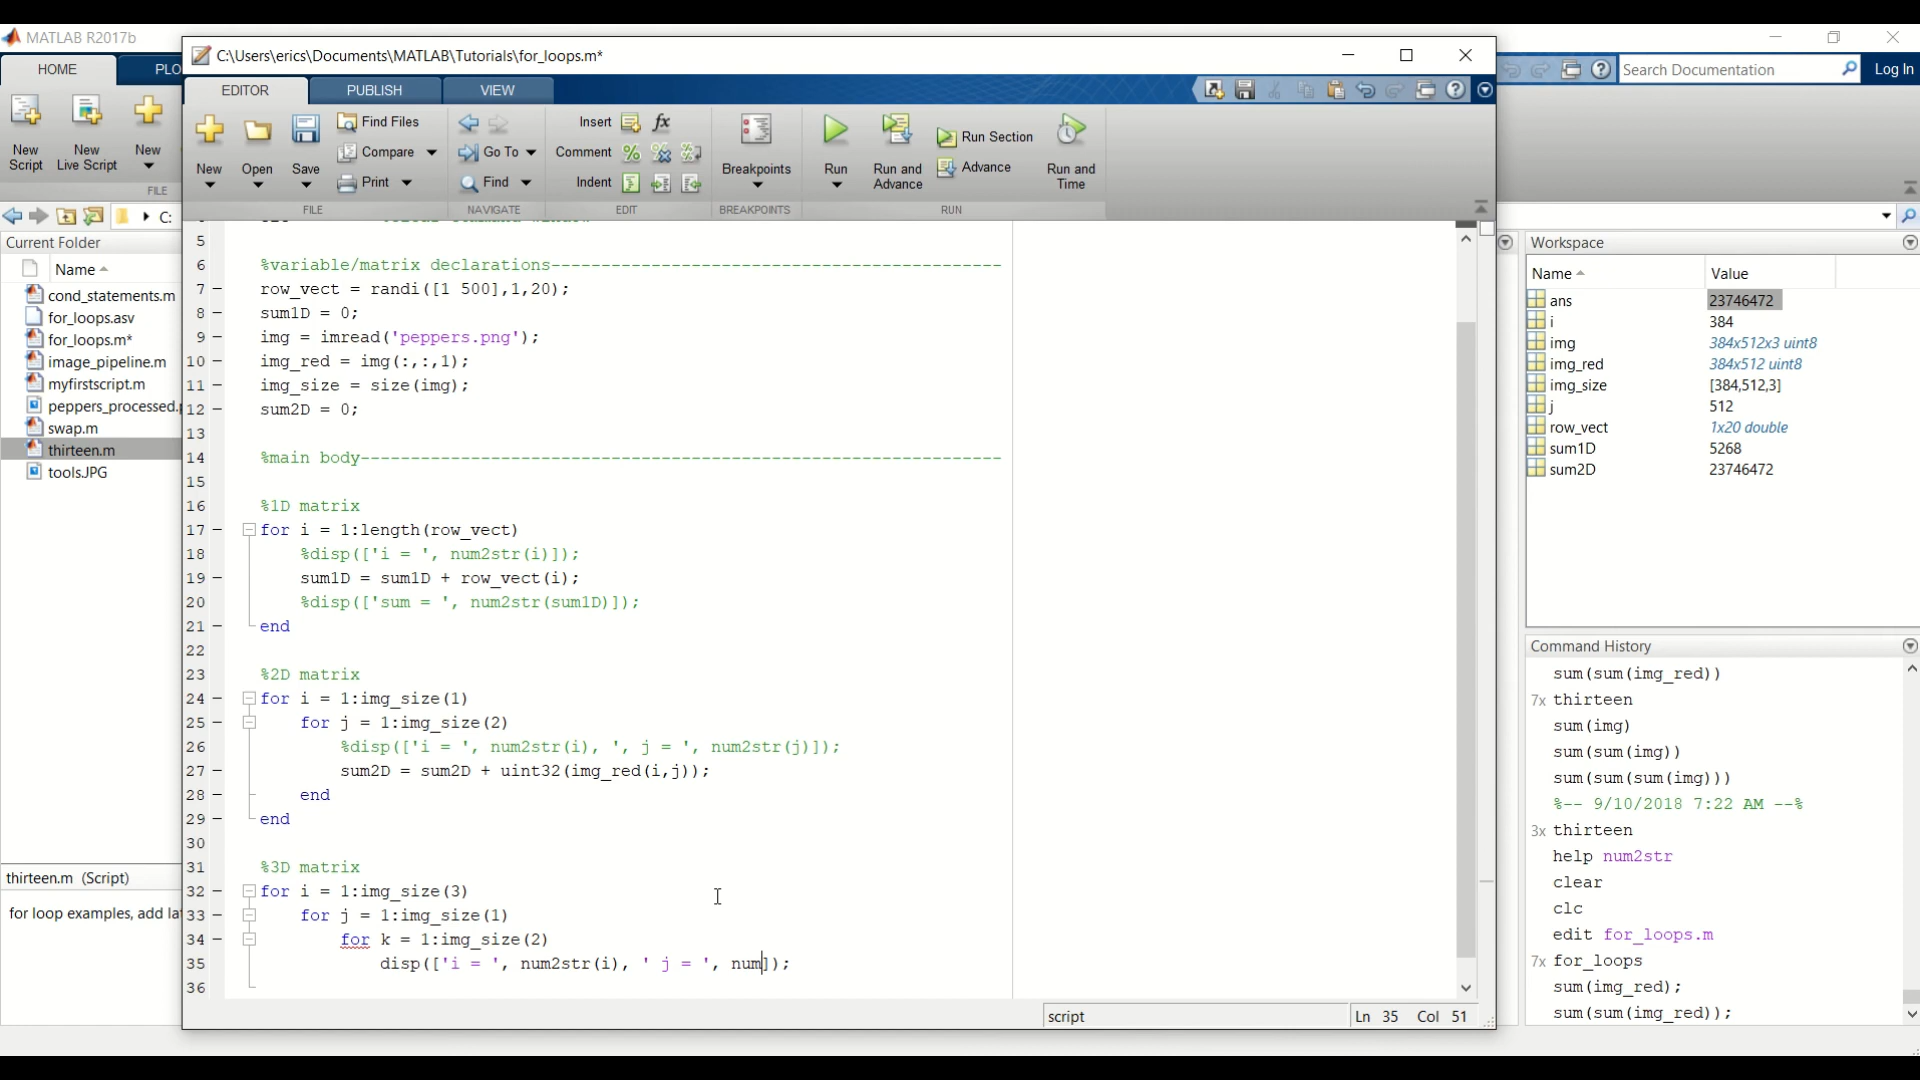 MATLAB R2017b
C:\Users\erics\Documents\MATLAB\Tutorials\for_loops.m*
HOME
PLO
EDITOR
PUBLISH
VIEW
Search Documentation
Log In
New Script
New Live Script
New
FILE
New
Open
Save
Find Files
Compare
Print
FILE
Go To
Find
NAVIGATE
Insert
Comment
Indent
EDIT
Breakpoints
BREAKPOINTS
Run
Run and Advance
Run Section
Advance
Run and Time
RUN
C:
Current Folder
Name
cond_statements.m
for_loops.asv
for_loops.m*
image_pipeline.m
myfirstscript.m
peppers_processed.
swap.m
thirteen.m
tools.JPG
thirteen.m (Script)
for loop examples, add la
5
6 %variable/matrix declarations---------------------------------------------
7 – row_vect = randi([1 500],1,20);
8 – sum1D = 0;
9 – img = imread('peppers.png');
10 – img_red = img(:,:,1);
11 – img_size = size(img);
12 – sum2D = 0;
13
14 %main body----------------------------------------------------------------
15
16 %1D matrix
17 – for i = 1:length(row_vect)
18 %disp(['i = ', num2str(i)]);
19 – sum1D = sum1D + row_vect(i);
20 %disp(['sum = ', num2str(sum1D)]);
21 – end
22
23 %2D matrix
24 – for i = 1:img_size(1)
25 – for j = 1:img_size(2)
26 %disp(['i = ', num2str(i), ', j = ', num2str(j)]);
27 – sum2D = sum2D + uint32(img_red(i,j));
28 – end
29 – end
30
31 %3D matrix
32 – for i = 1:img_size(3)
33 – for j = 1:img_size(1)
34 – for k = 1:img_size(2)
35 disp(['i = ', num2str(i), ' j = ', num]);
36
script
Ln 35 Col 51
Workspace
Name Value
ans 23746472
i 384
img 384x512x3 uint8
img_red 384x512 uint8
img_size [384,512,3]
j 512
row_vect 1x20 double
sum1D 5268
sum2D 23746472
Command History
sum(sum(img_red))
7x thirteen
sum(img)
sum(sum(img))
sum(sum(sum(img)))
%-- 9/10/2018 7:22 AM --%
3x thirteen
help num2str
clear
clc
edit for_loops.m
7x for_loops
sum(img_red);
sum(sum(img_red));